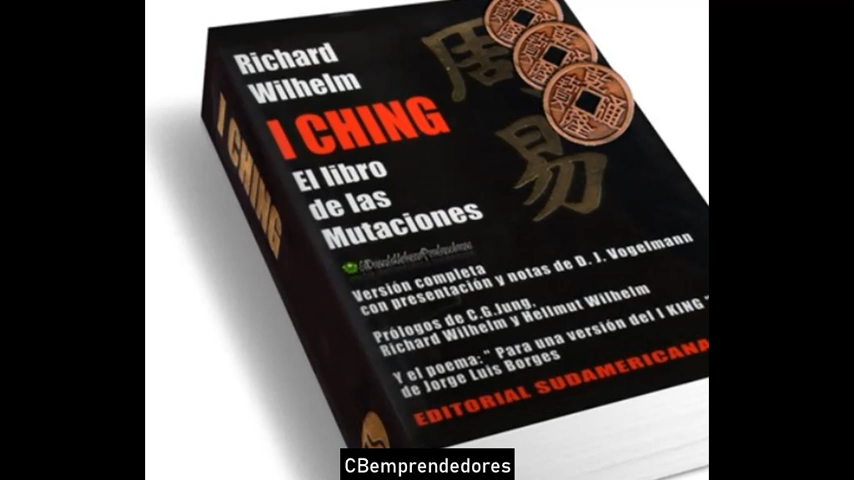 Richard
Wilhelm
I CHING
El libro
de las
Mutaciones
周
易
I CHING
Versión completa
con presentación y notas de D. J. Vogelmann
Prólogos de C.G.Jung,
Richard Wilhelm y Hellmut Wilhelm
Y el poema: " Para una versión del I KING "
de Jorge Luis Borges
EDITORIAL SUDAMERICANA
CBemprendedores